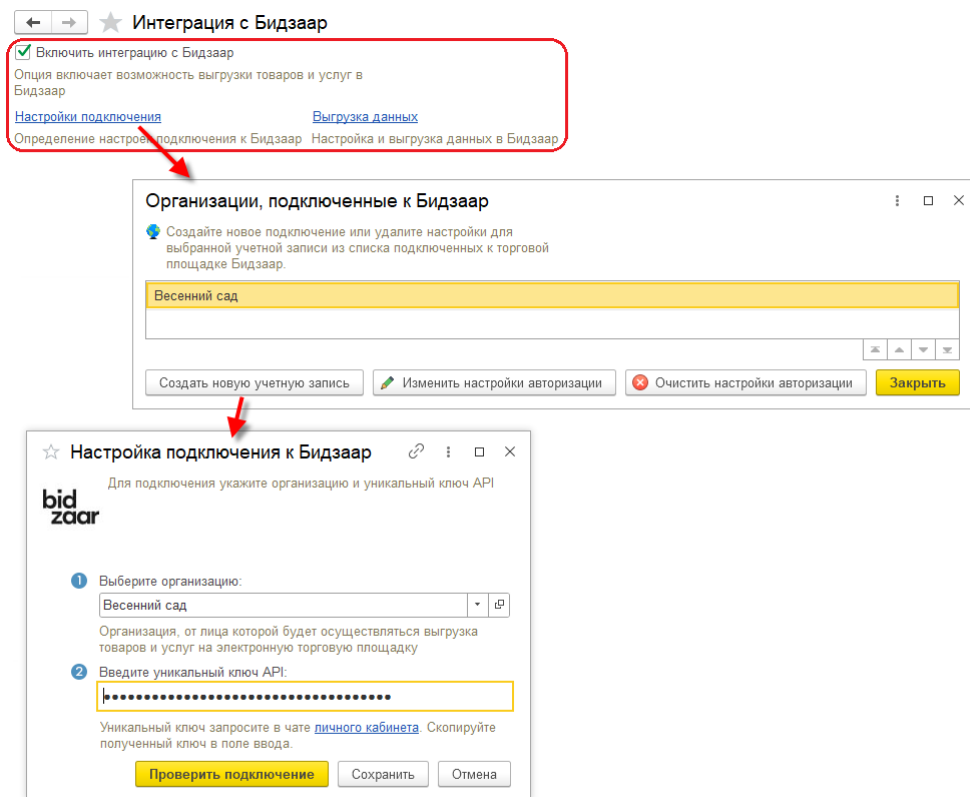 Интеграция с Бидзаар
Включить интеграцию с Бидзаар
Опция включает возможность выгрузки товаров и услуг в
Бидзаар
Настройки подключения Выгрузка данных
Определение настроек подключения к Бидзаар Настройка и выгрузка данных в Бидзаар
Организации, подключенные к Бидзаар
Создайте новое подключение или удалите настройки для
выбранной учетной записи из списка подключенных к торговой
площадке Бидзаар.
Весенний сад
Создать новую учетную запись Изменить настройки авторизации Очистить настройки авторизации Закрыть
Настройка подключения к Бидзаар
Для подключения укажите организацию и уникальный ключ API
bid
zaar
1 Выберите организацию:
Весенний сад
Организация, от лица которой будет осуществляться выгрузка
товаров и услуг на электронную торговую площадку
2 Введите уникальный ключ API:
Уникальный ключ запросите в чате личного кабинета. Скопируйте
полученный ключ в поле ввода.
Проверить подключение Сохранить Отмена